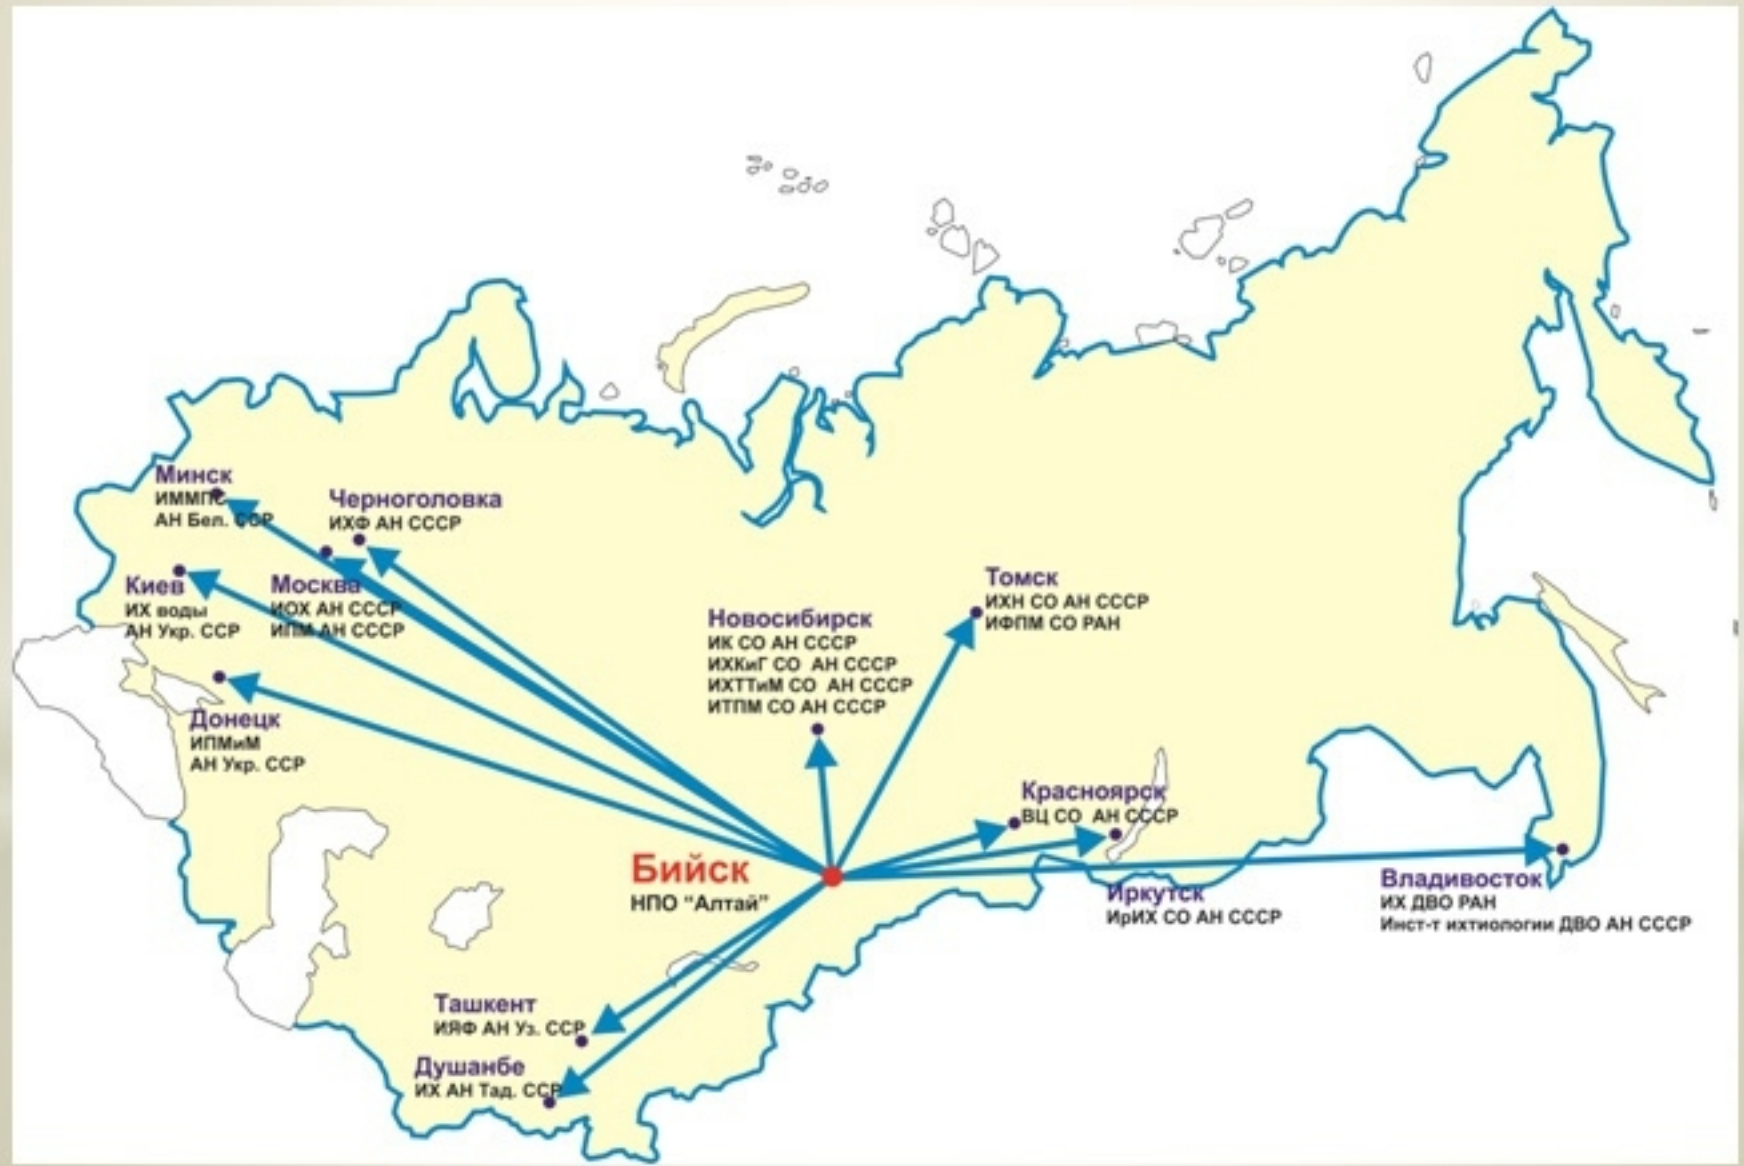 Минск
ИММПС
АН Бел. ССР
Черноголовка
ИХФ АН СССР
Киев
ИХ воды
АН Укр. ССР
Москва
ИОХ АН СССР
ИПМ АН СССР
Донецк
ИПМиМ
АН Укр. ССР
Новосибирск
ИК СО АН СССР
ИХКиГ СО АН СССР
ИХТТиМ СО АН СССР
ИТПМ СО АН СССР
Томск
ИХН СО АН СССР
ИФПМ СО РАН
Красноярск
ВЦ СО АН СССР
Бийск
НПО "Алтай"
Иркутск
ИрИХ СО АН СССР
Владивосток
ИХ ДВО РАН
Инст-т ихтиологии ДВО АН СССР
Ташкент
ИЯФ АН Уз. ССР
Душанбе
ИХ АН Тад. ССР